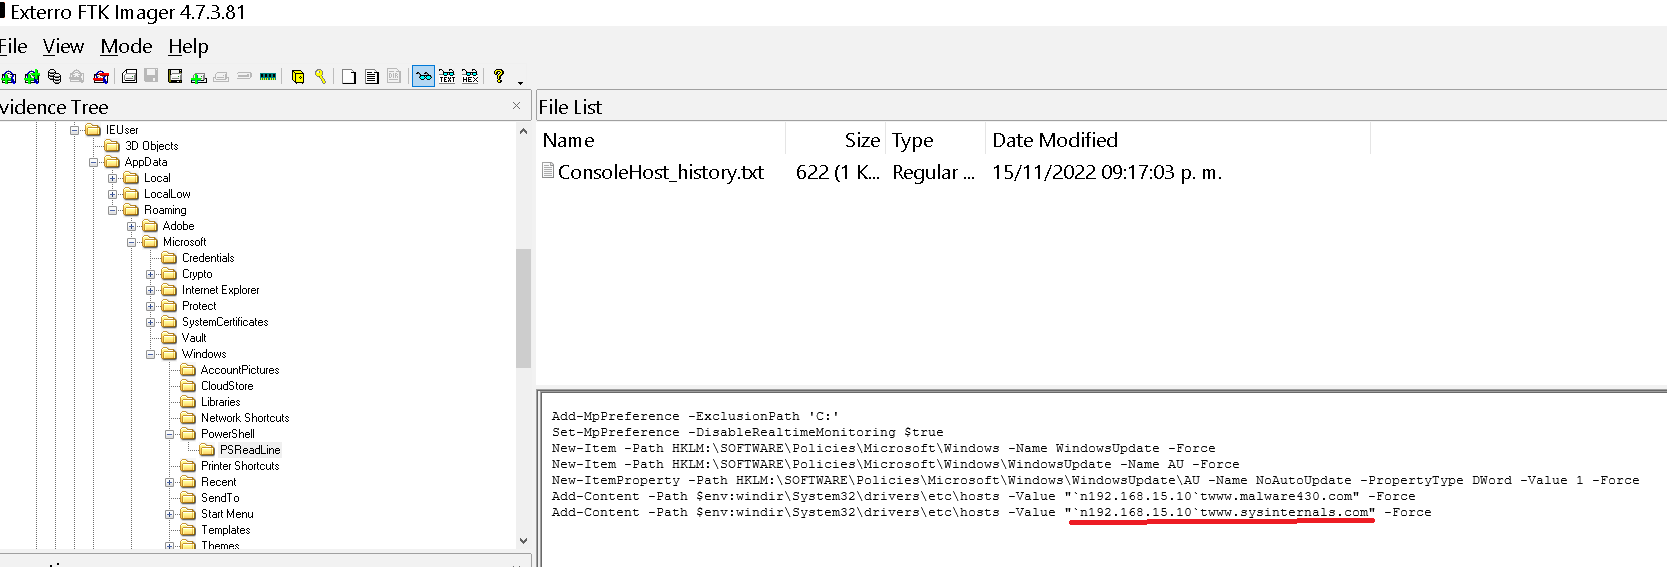 Exterro FTK Imager 4.7.3.81
File View Mode Help
TEXT HEX
vidence Tree
×
File List
IEUser
3D Objects
AppData
Local
LocalLow
Roaming
Adobe
Microsoft
Credentials
Crypto
Internet Explorer
Protect
SystemCertificates
Vault
Windows
AccountPictures
CloudStore
Libraries
Network Shortcuts
PowerShell
PSReadLine
Printer Shortcuts
Recent
SendTo
Start Menu
Templates
Themes
Name Size Type Date Modified
ConsoleHost_history.txt 622 (1 K... Regular ... 15/11/2022 09:17:03 p. m.
Add-MpPreference -ExclusionPath 'C:'
Set-MpPreference -DisableRealtimeMonitoring $true
New-Item -Path HKLM:\SOFTWARE\Policies\Microsoft\Windows -Name WindowsUpdate -Force
New-Item -Path HKLM:\SOFTWARE\Policies\Microsoft\Windows\WindowsUpdate -Name AU -Force
New-ItemProperty -Path HKLM:\SOFTWARE\Policies\Microsoft\Windows\WindowsUpdate\AU -Name NoAutoUpdate -PropertyType DWord -Value 1 -Force
Add-Content -Path $env:windir\System32\drivers\etc\hosts -Value "`n192.168.15.10`twww.malware430.com" -Force
Add-Content -Path $env:windir\System32\drivers\etc\hosts -Value "`n192.168.15.10`twww.sysinternals.com" -Force